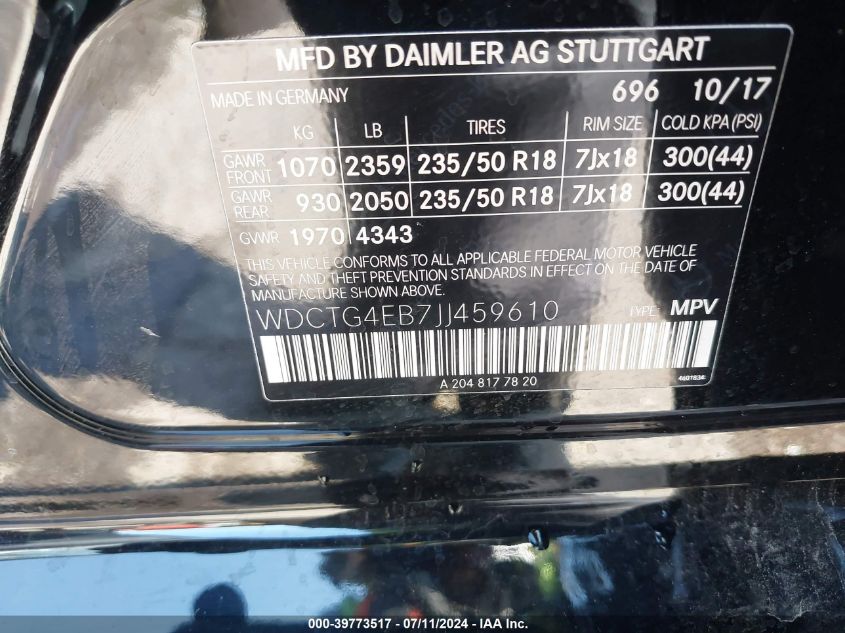 MFD BY DAIMLER AG STUTTGART
MADE IN GERMANY 696 10/17
KG LB TIRES RIM SIZE COLD KPA (PSI)
GAWR FRONT 1070 2359 235/50 R18 7Jx18 300(44)
GAWR REAR 930 2050 235/50 R18 7Jx18 300(44)
GVWR 1970 4343
THIS VEHICLE CONFORMS TO ALL APPLICABLE FEDERAL MOTOR VEHICLE
SAFETY AND THEFT PREVENTION STANDARDS IN EFFECT ON THE DATE OF
MANUFACTURE SHOWN ABOVE.
WDCTG4EB7JJ459610 TYPE: MPV
A 204 817 78 20
000-39773517 - 07/11/2024 - IAA Inc.